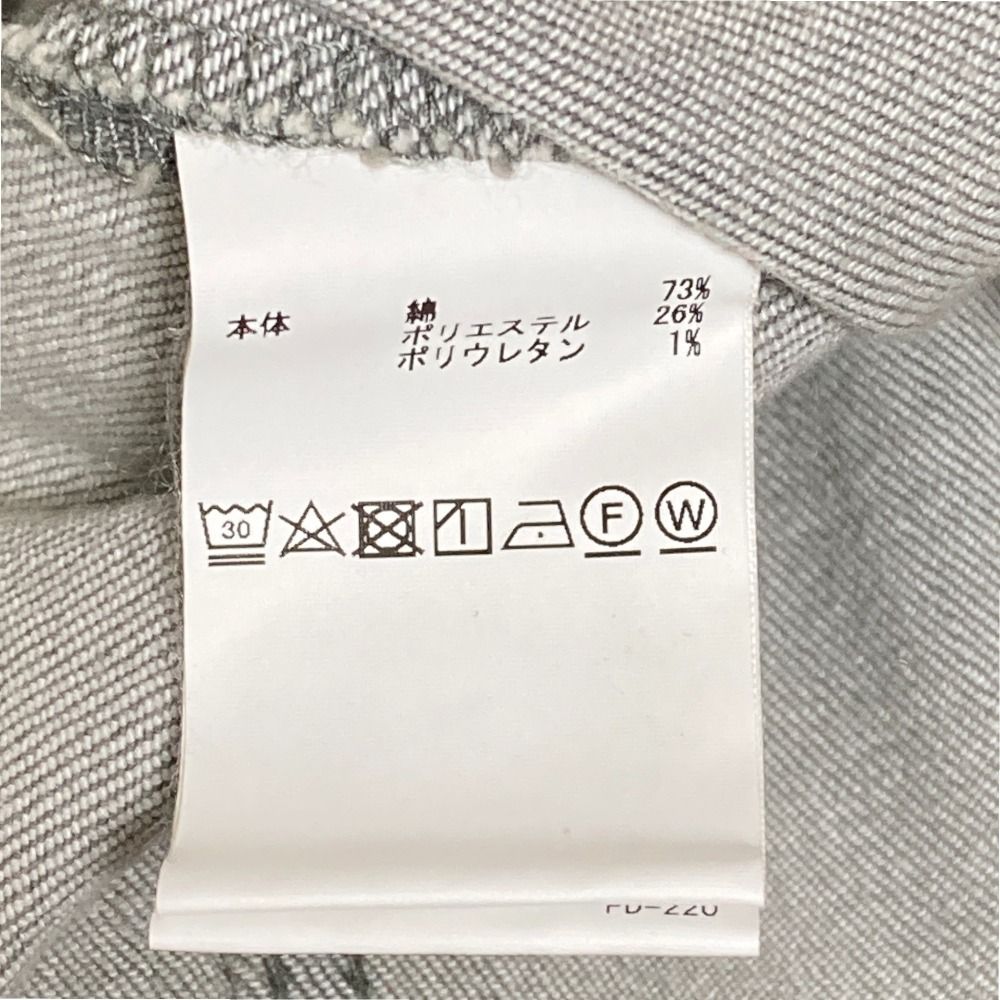 本体 綿 73%
ポリエステル 26%
ポリウレタン 1%
30 F W